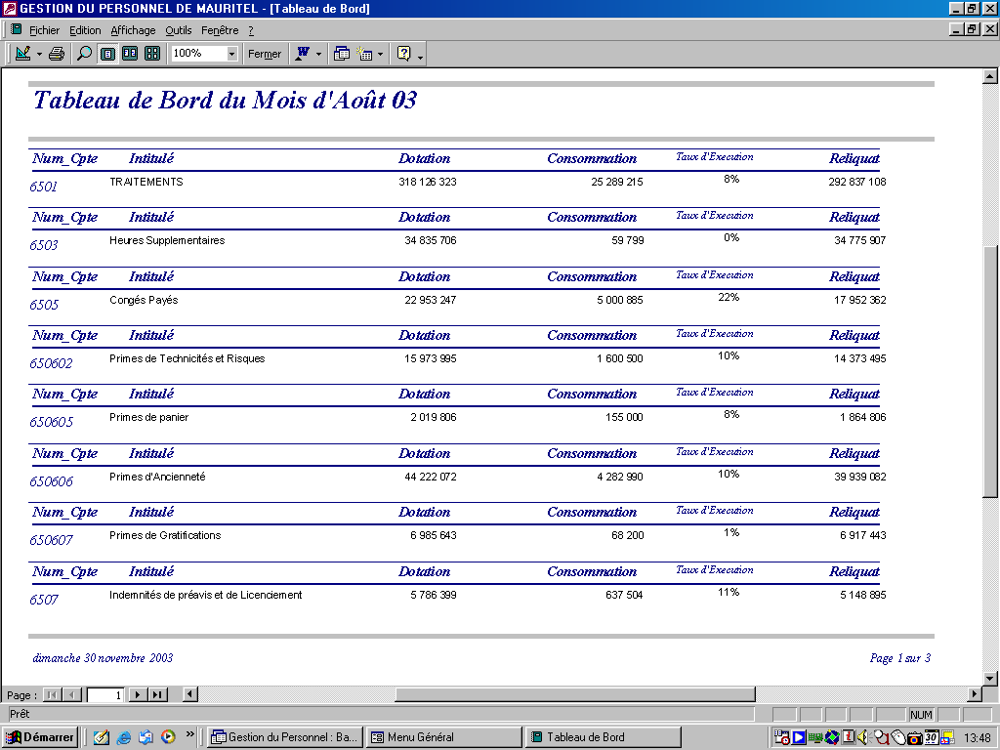 GESTION DU PERSONNEL DE MAURITEL - [Tableau de Bord]
Fichier Edition Affichage Outils Fenêtre ?
100% Fermer
Tableau de Bord du Mois d'Août 03
Num_Cpte Intitulé Dotation Consommation Taux d'Execution Reliquat
6501 TRAITEMENTS 318 126 323 25 289 215 8% 292 837 108
Num_Cpte Intitulé Dotation Consommation Taux d'Execution Reliquat
6503 Heures Supplementaires 34 835 706 59 799 0% 34 775 907
Num_Cpte Intitulé Dotation Consommation Taux d'Execution Reliquat
6505 Congés Payés 22 953 247 5 000 885 22% 17 952 362
Num_Cpte Intitulé Dotation Consommation Taux d'Execution Reliquat
650602 Primes de Technicités et Risques 15 973 995 1 600 500 10% 14 373 495
Num_Cpte Intitulé Dotation Consommation Taux d'Execution Reliquat
650605 Primes de panier 2 019 806 155 000 8% 1 864 806
Num_Cpte Intitulé Dotation Consommation Taux d'Execution Reliquat
650606 Primes d'Ancienneté 44 222 072 4 282 990 10% 39 939 082
Num_Cpte Intitulé Dotation Consommation Taux d'Execution Reliquat
650607 Primes de Gratifications 6 985 643 68 200 1% 6 917 443
Num_Cpte Intitulé Dotation Consommation Taux d'Execution Reliquat
6507 Indemnités de préavis et de Licenciement 5 786 399 637 504 11% 5 148 895
dimanche 30 novembre 2003 Page 1 sur 3
Page : 1
Prêt NUM
Démarrer » Gestion du Personnel : Ba... Menu Général Tableau de Bord 30 13:48